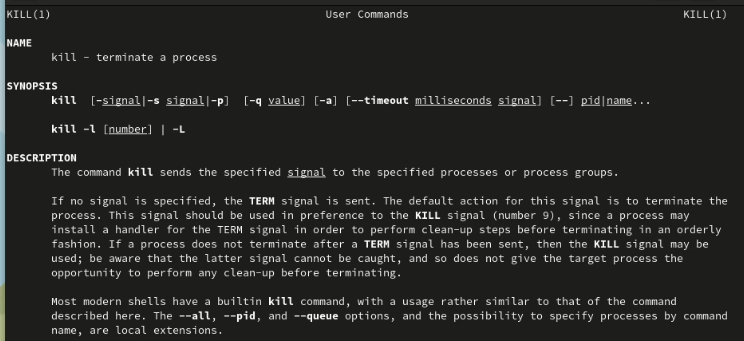 KILL(1) User Commands KILL(1)
NAME
kill - terminate a process
SYNOPSIS
kill [-signal|-s signal|-p] [-q value] [-a] [--timeout milliseconds signal] [--] pid|name...
kill -l [number] | -L
DESCRIPTION
The command kill sends the specified signal to the specified processes or process groups.
If no signal is specified, the TERM signal is sent. The default action for this signal is to terminate the
process. This signal should be used in preference to the KILL signal (number 9), since a process may
install a handler for the TERM signal in order to perform clean-up steps before terminating in an orderly
fashion. If a process does not terminate after a TERM signal has been sent, then the KILL signal may be
used; be aware that the latter signal cannot be caught, and so does not give the target process the
opportunity to perform any clean-up before terminating.
Most modern shells have a builtin kill command, with a usage rather similar to that of the command
described here. The --all, --pid, and --queue options, and the possibility to specify processes by command
name, are local extensions.